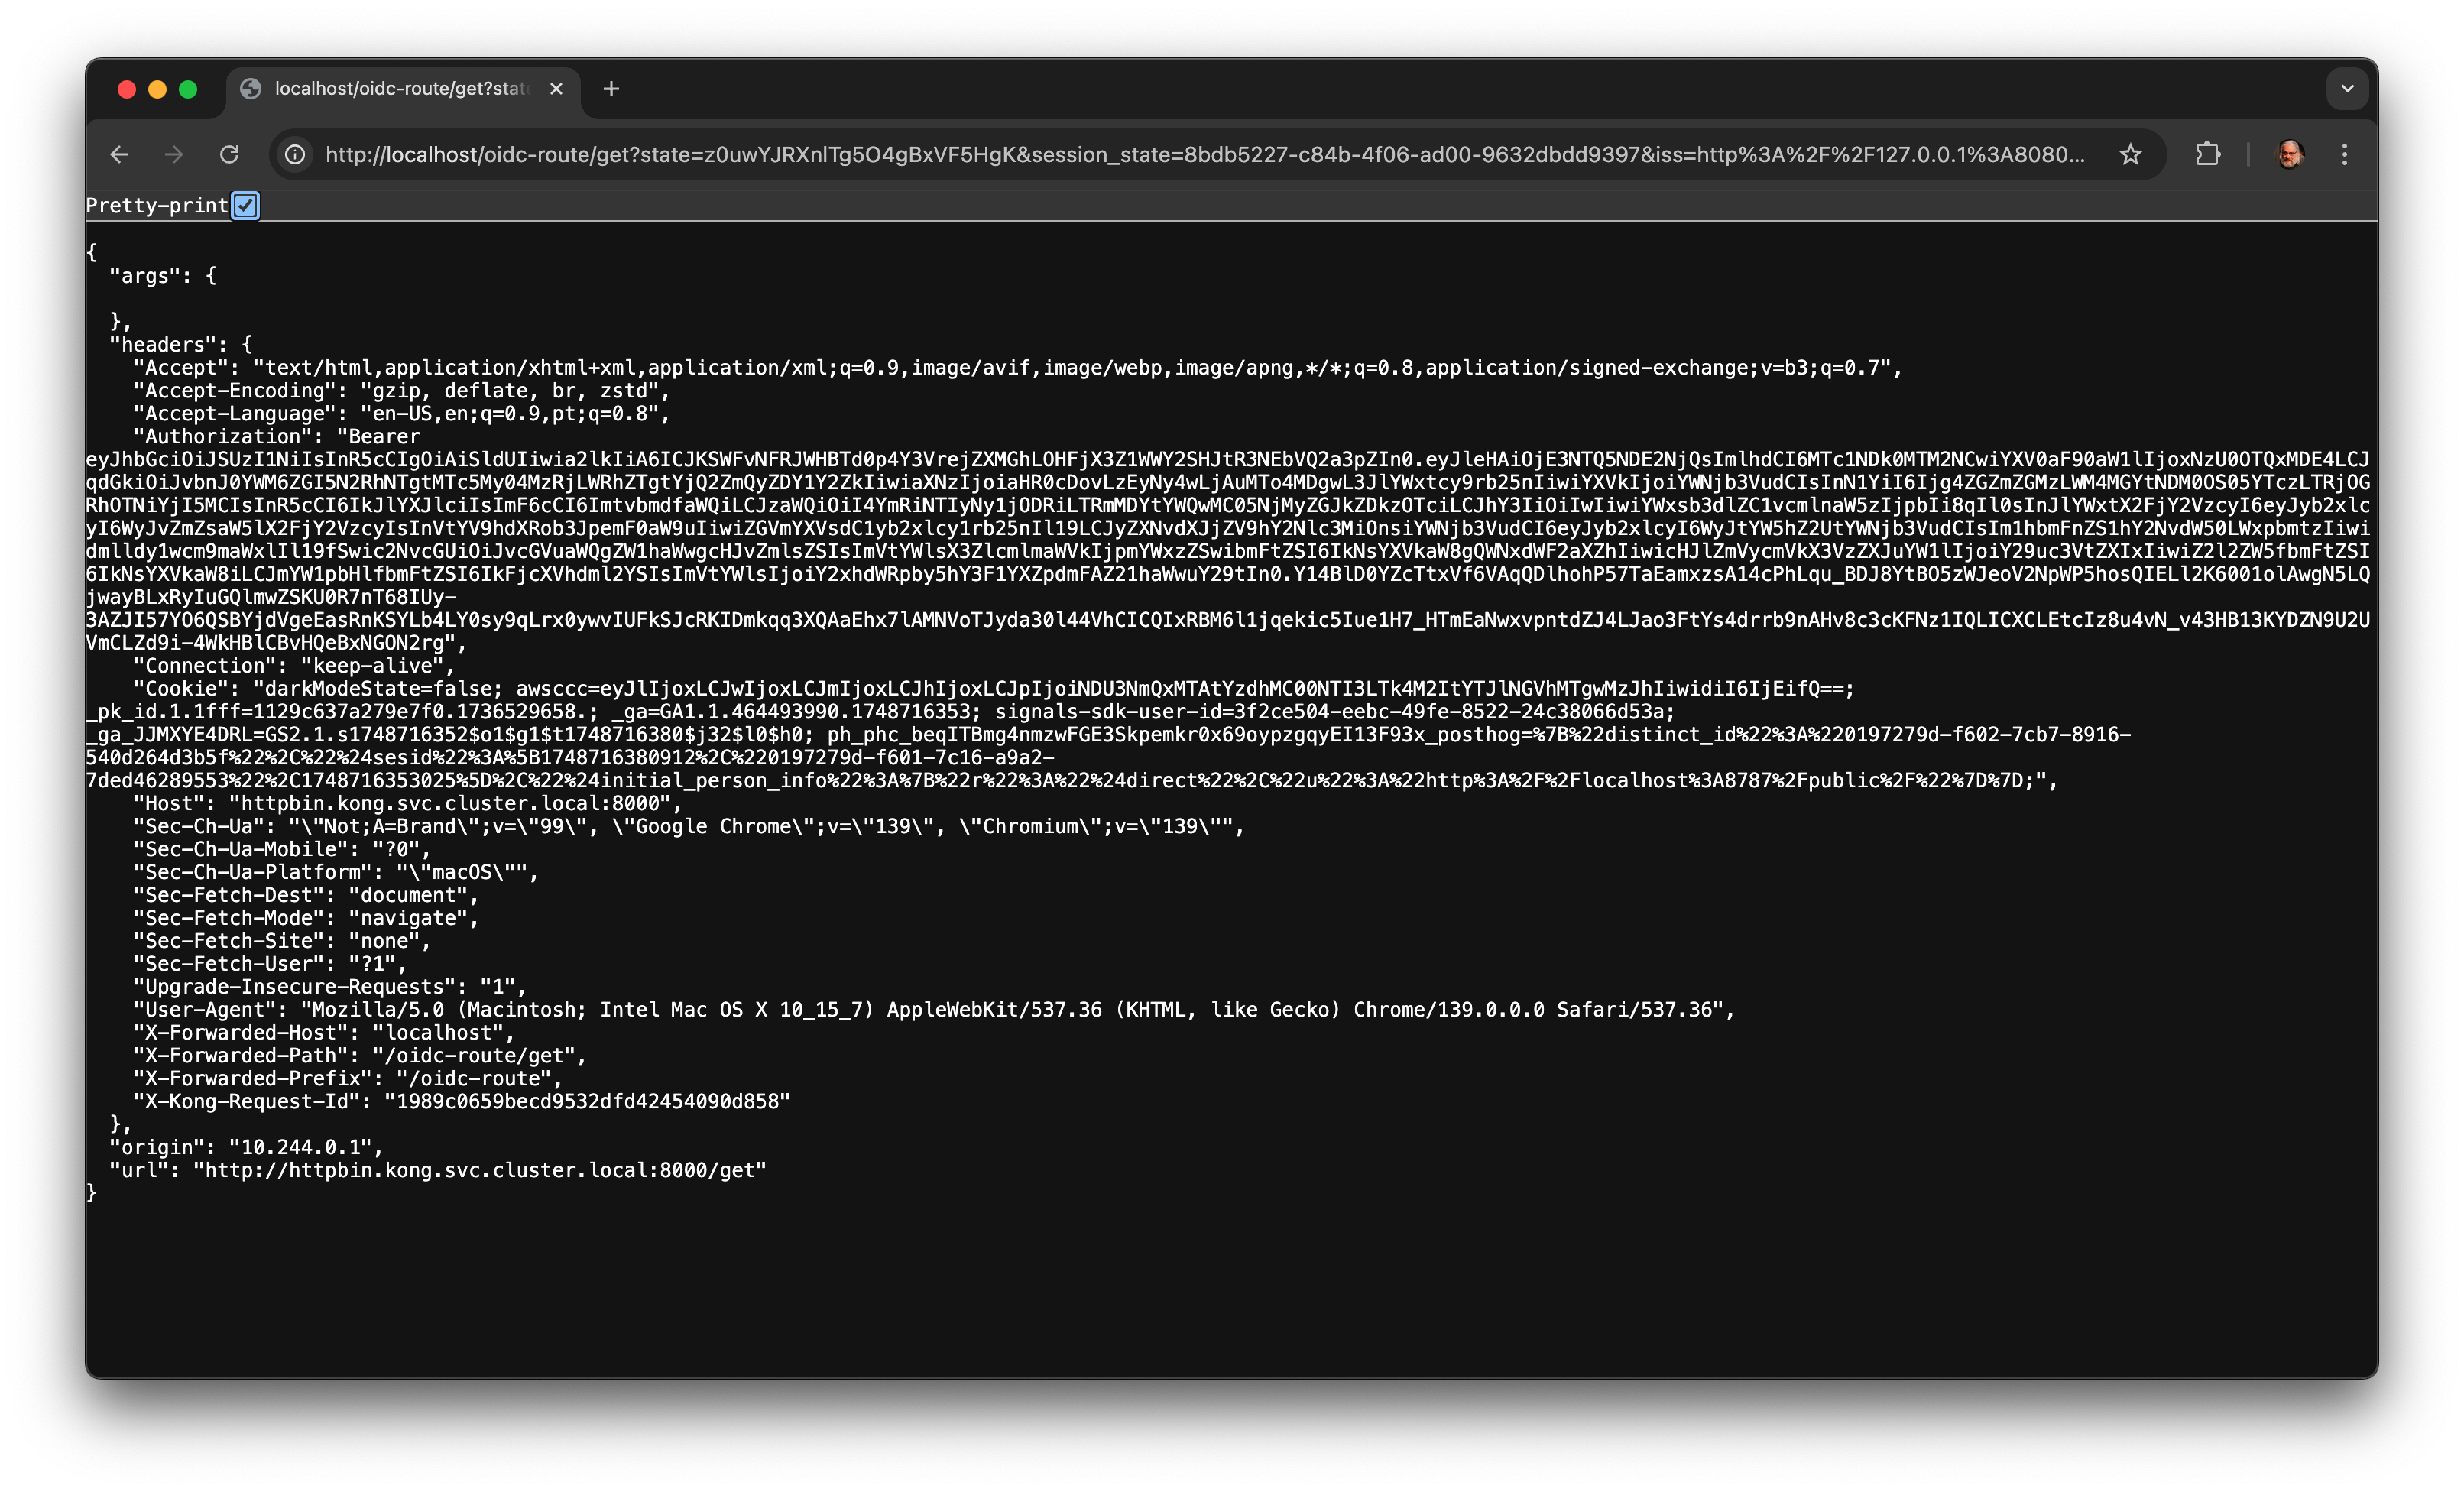 localhost/oidc-route/get?stat
http://localhost/oidc-route/get?state=z0uwYJRXnlTg5O4gBxVF5HgK&session_state=8bdb5227-c84b-4f06-ad00-9632dbdd9397&iss=http%3A%2F%2F127.0.0.1%3A8080...
Pretty-print
{
  "args": {
  },
  "headers": {
    "Accept": "text/html,application/xhtml+xml,application/xml;q=0.9,image/avif,image/webp,image/apng,*/*;q=0.8,application/signed-exchange;v=b3;q=0.7",
    "Accept-Encoding": "gzip, deflate, br, zstd",
    "Accept-Language": "en-US,en;q=0.9,pt;q=0.8",
    "Authorization": "Bearer
    "Connection": "keep-alive",
    "Cookie": "darkModeState=false; awsccc=eyJlIjoxLCJwIjoxLCJmIjoxLCJhIjoxLCJpIjoiNDU3NmQxMTAtYzdhMC00NTI3LTk4M2ItYTJlNGVhMTgwMzJhIiwidiI6IjEifQ==;
_pk_id.1.1fff=1129c637a279e7f0.1736529658.; _ga=GA1.1.464493990.1748716353; signals-sdk-user-id=3f2ce504-eebc-49fe-8522-24c38066d53a;
_ga_JJMXYE4DRL=GS2.1.s1748716352$o1$g1$t1748716380$j32$l0$h0; ph_phc_beqITBmg4nmzwFGE3Skpemkr0x69oypzgqyEI13F93x_posthog=%7B%22distinct_id%22%3A%220197279d-f602-7cb7-8916-
540d264d3b5f%22%2C%22%24sesid%22%3A%5B1748716380912%2C%220197279d-f601-7c16-a9a2-
7ded46289553%22%2C1748716353025%5D%2C%22%24initial_person_info%22%3A%7B%22r%22%3A%22%24direct%22%2C%22u%22%3A%22http%3A%2F%2Flocalhost%3A8787%2Fpublic%2F%22%7D%7D;",
    "Host": "httpbin.kong.svc.cluster.local:8000",
    "Sec-Ch-Ua": "\"Not;A=Brand\";v=\"99\", \"Google Chrome\";v=\"139\", \"Chromium\";v=\"139\"",
    "Sec-Ch-Ua-Mobile": "?0",
    "Sec-Ch-Ua-Platform": "\"macOS\"",
    "Sec-Fetch-Dest": "document",
    "Sec-Fetch-Mode": "navigate",
    "Sec-Fetch-Site": "none",
    "Sec-Fetch-User": "?1",
    "Upgrade-Insecure-Requests": "1",
    "User-Agent": "Mozilla/5.0 (Macintosh; Intel Mac OS X 10_15_7) AppleWebKit/537.36 (KHTML, like Gecko) Chrome/139.0.0.0 Safari/537.36",
    "X-Forwarded-Host": "localhost",
    "X-Forwarded-Path": "/oidc-route/get",
    "X-Forwarded-Prefix": "/oidc-route",
    "X-Kong-Request-Id": "1989c0659becd9532dfd42454090d858"
  },
  "origin": "10.244.0.1",
  "url": "http://httpbin.kong.svc.cluster.local:8000/get"
}